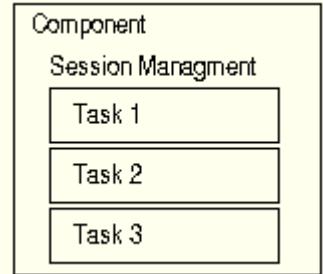 Component
Session Managment
Task 1
Task 2
Task 3